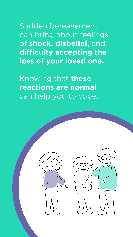 Sudden bereavement
can bring about feelings
of shock, disbelief, and
difficulty accepting the
loss of your loved one.
Knowing that these
reactions are normal
can help you to cope.